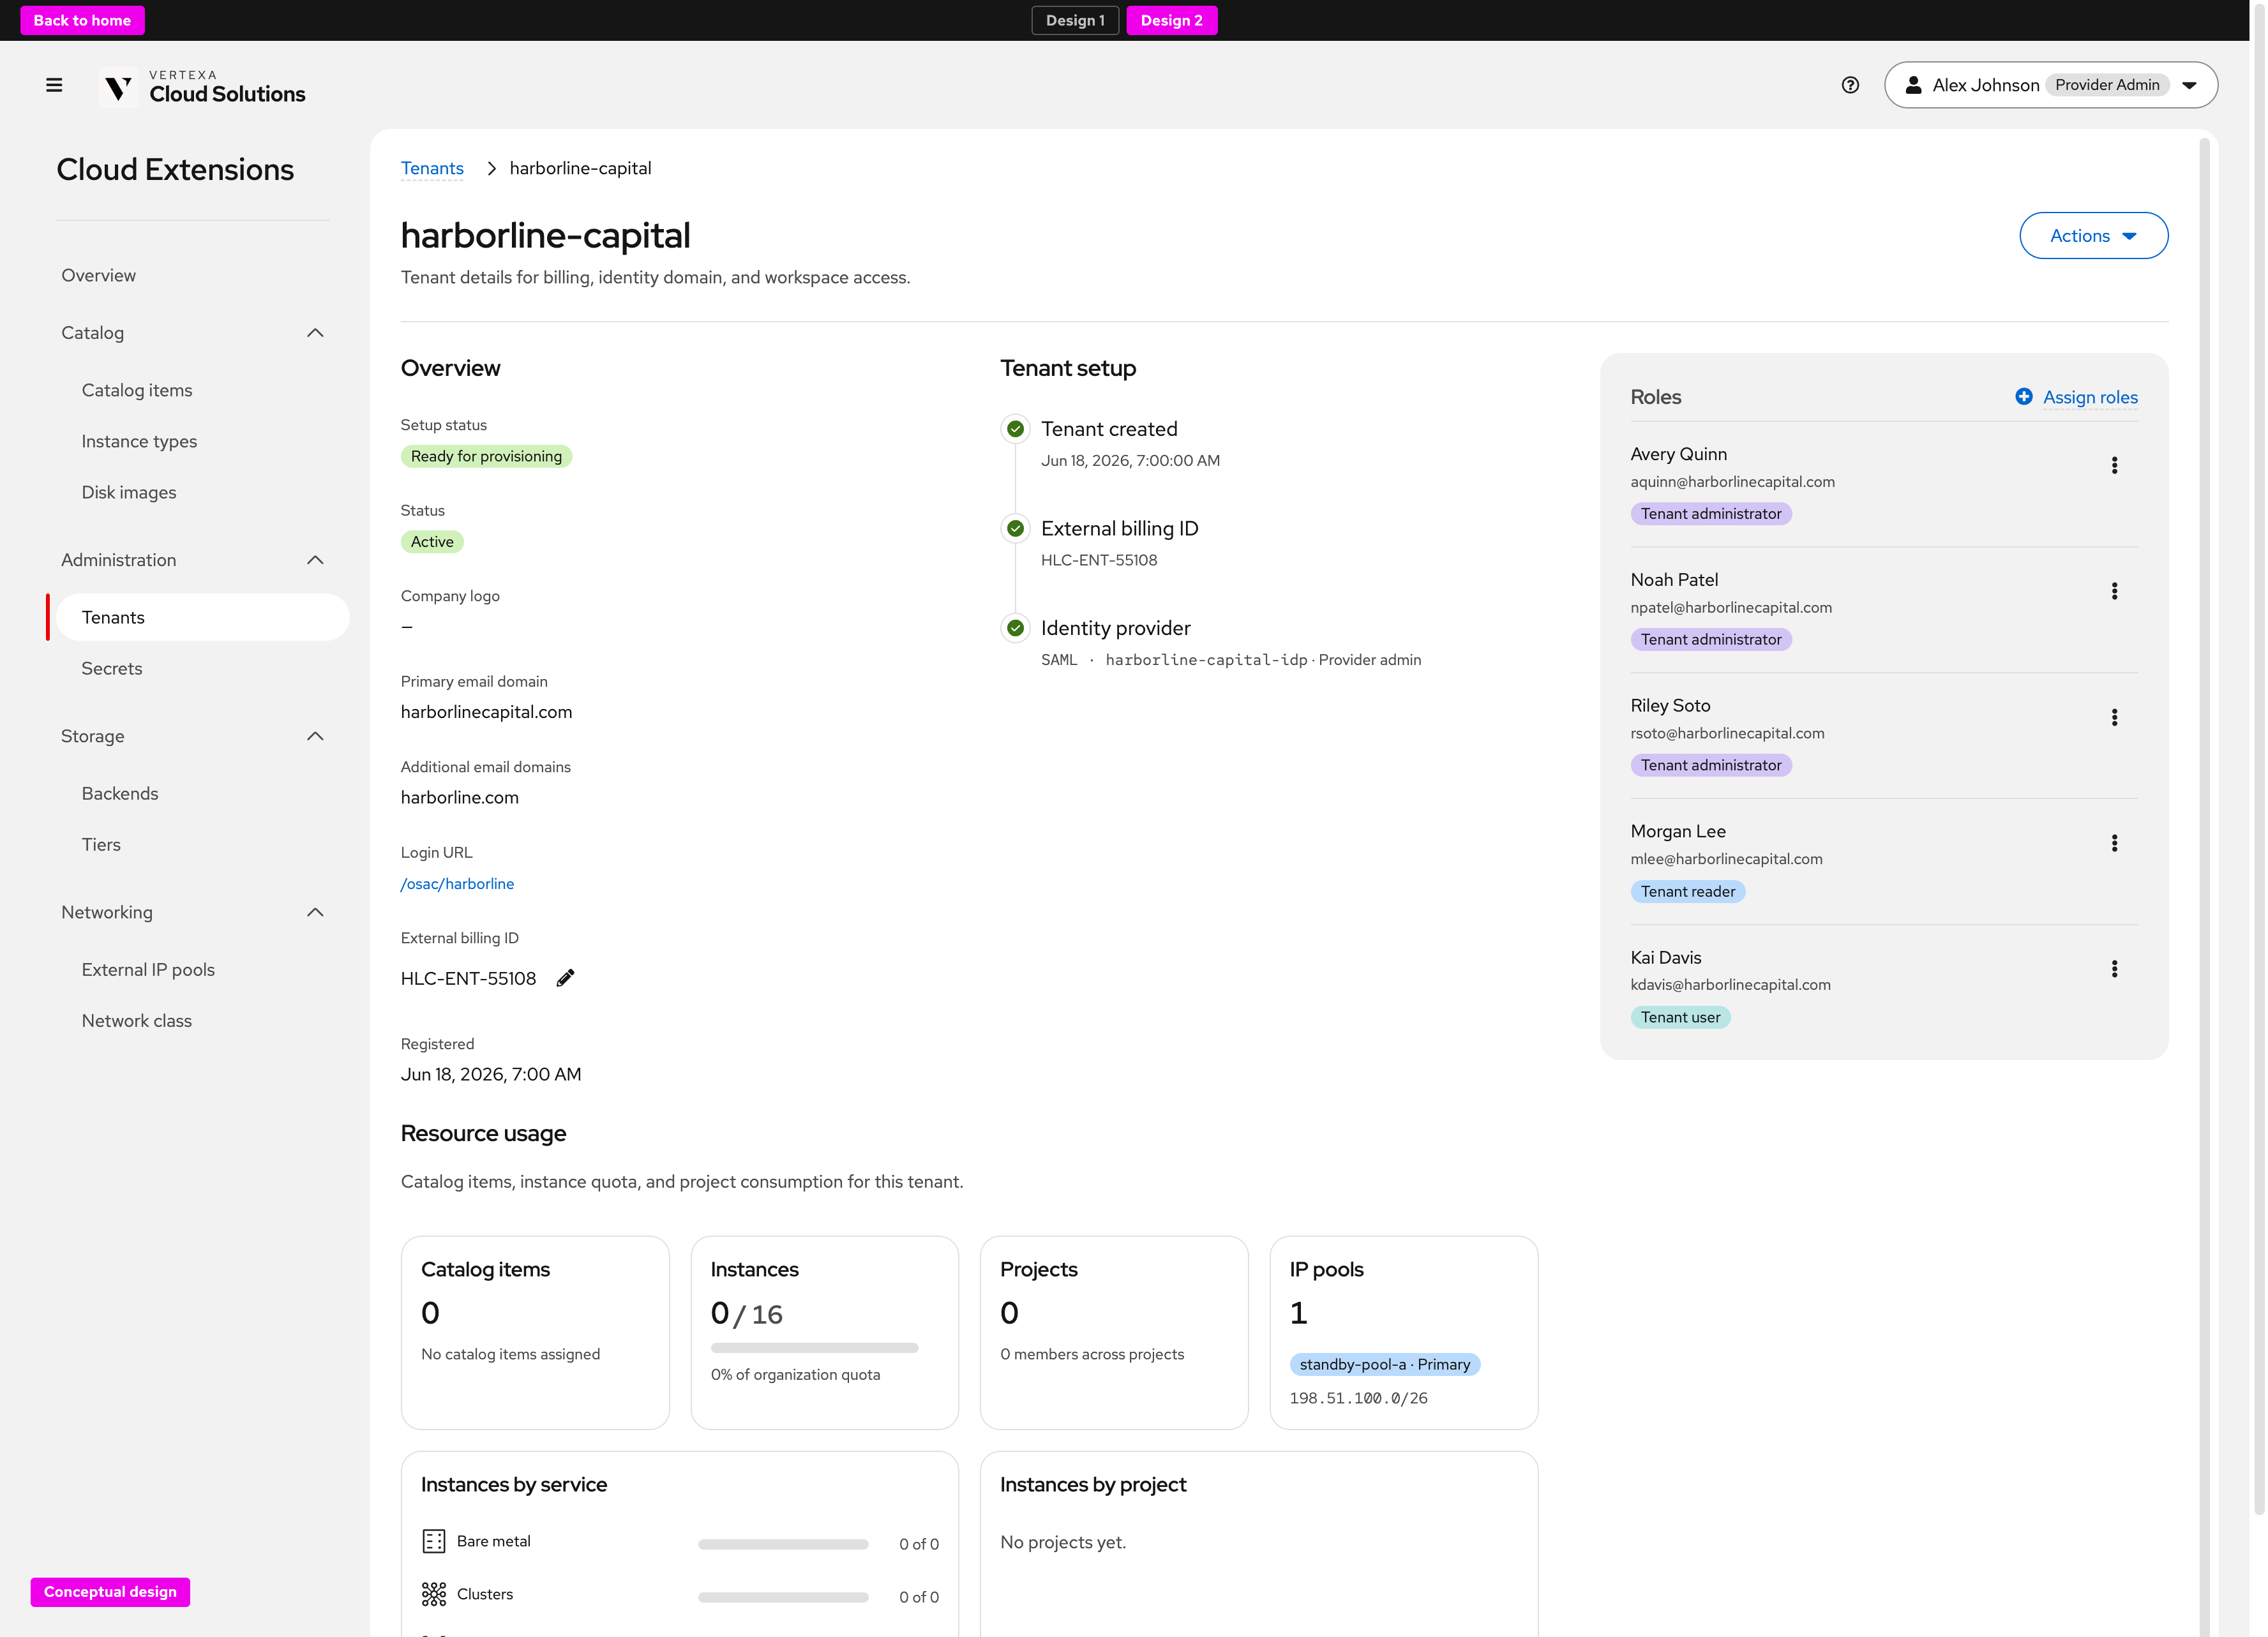 Back to home
Design 1
Design 2
VERTEXA
Cloud Solutions
Alex Johnson
Provider Admin
Cloud Extensions
Overview
Catalog
Catalog items
Instance types
Disk images
Administration
Tenants
Secrets
Storage
Backends
Tiers
Networking
External IP pools
Network class
Conceptual design
Tenants > harborline-capital
harborline-capital
Actions
Tenant details for billing, identity domain, and workspace access.
Overview
Setup status
Ready for provisioning
Status
Active
Company logo
–
Primary email domain
harborlinecapital.com
Additional email domains
harborline.com
Login URL
/osac/harborline
External billing ID
HLC-ENT-55108
Registered
Jun 18, 2026, 7:00 AM
Tenant setup
Tenant created
Jun 18, 2026, 7:00:00 AM
External billing ID
HLC-ENT-55108
Identity provider
SAML · harborline-capital-idp · Provider admin
Roles
Assign roles
Avery Quinn
aquinn@harborlinecapital.com
Tenant administrator
Noah Patel
npatel@harborlinecapital.com
Tenant administrator
Riley Soto
rsoto@harborlinecapital.com
Tenant administrator
Morgan Lee
mlee@harborlinecapital.com
Tenant reader
Kai Davis
kdavis@harborlinecapital.com
Tenant user
Resource usage
Catalog items, instance quota, and project consumption for this tenant.
Catalog items
0
No catalog items assigned
Instances
0 / 16
0% of organization quota
Projects
0
0 members across projects
IP pools
1
standby-pool-a · Primary
198.51.100.0/26
Instances by service
Bare metal
0 of 0
Clusters
0 of 0
Instances by project
No projects yet.